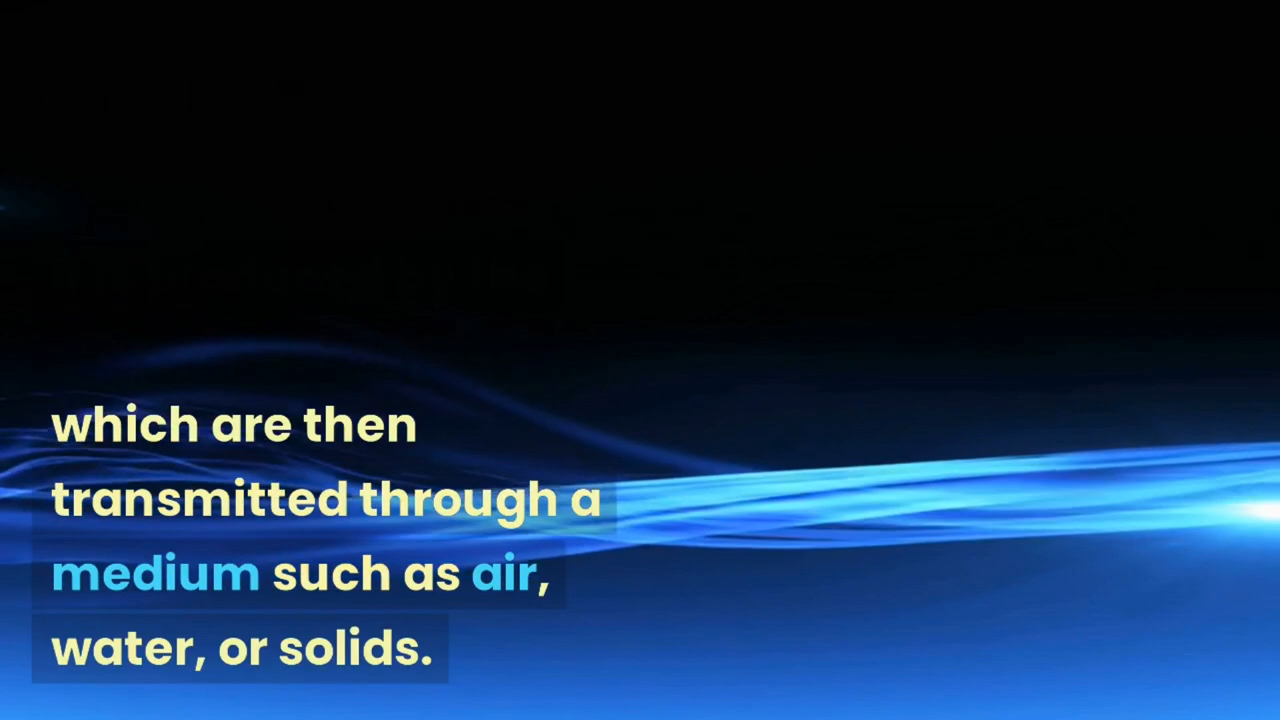 which are then
transmitted through a
medium such as air,
water, or solids.